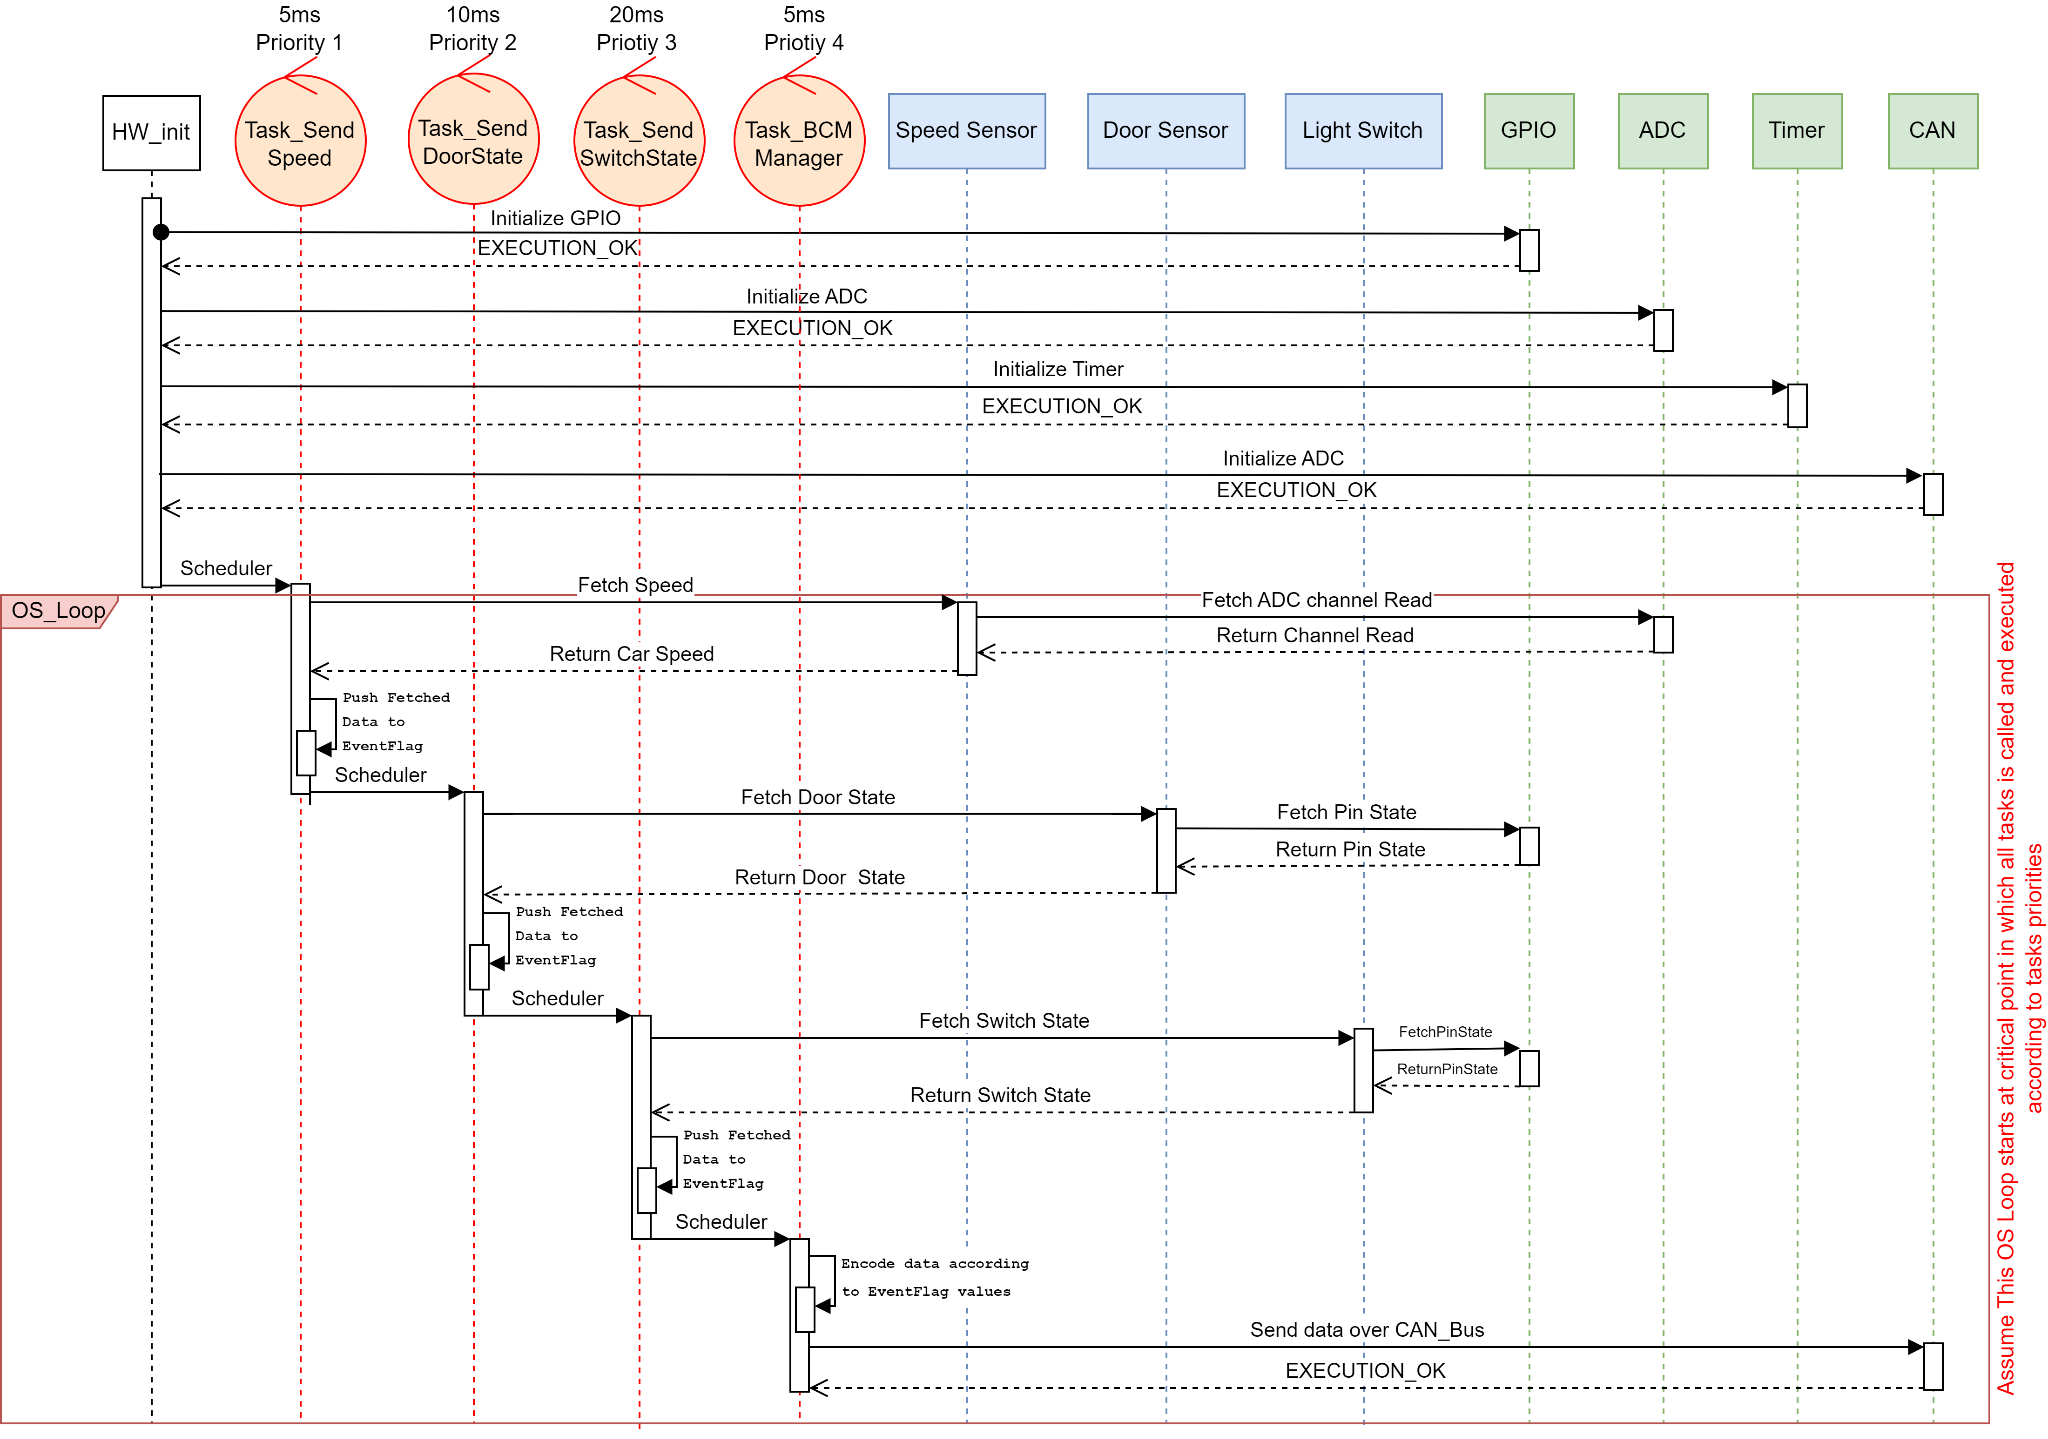 5ms
Priority 1
10ms
Priority 2
20ms
Priotiy 3
5ms
Priotiy 4
HW_init
Task_Send
Speed
Task_Send
DoorState
Task_Send
SwitchState
Task_BCM
Manager
Speed Sensor
Door Sensor
Light Switch
GPIO
ADC
Timer
CAN
Initialize GPIO
EXECUTION_OK
Initialize ADC
EXECUTION_OK
Initialize Timer
EXECUTION_OK
Initialize ADC
EXECUTION_OK
Scheduler
OS_Loop
Fetch Speed
Fetch ADC channel Read
Return Channel Read
Return Car Speed
Push Fetched
Data to
EventFlag
Scheduler
Fetch Door State
Fetch Pin State
Return Pin State
Return Door  State
Push Fetched
Data to
EventFlag
Scheduler
Fetch Switch State
FetchPinState
ReturnPinState
Return Switch State
Push Fetched
Data to
EventFlag
Scheduler
Encode data according
to EventFlag values
Send data over CAN_Bus
EXECUTION_OK
Assume This OS Loop starts at critical point in which all tasks is called and executed
according to tasks priorities